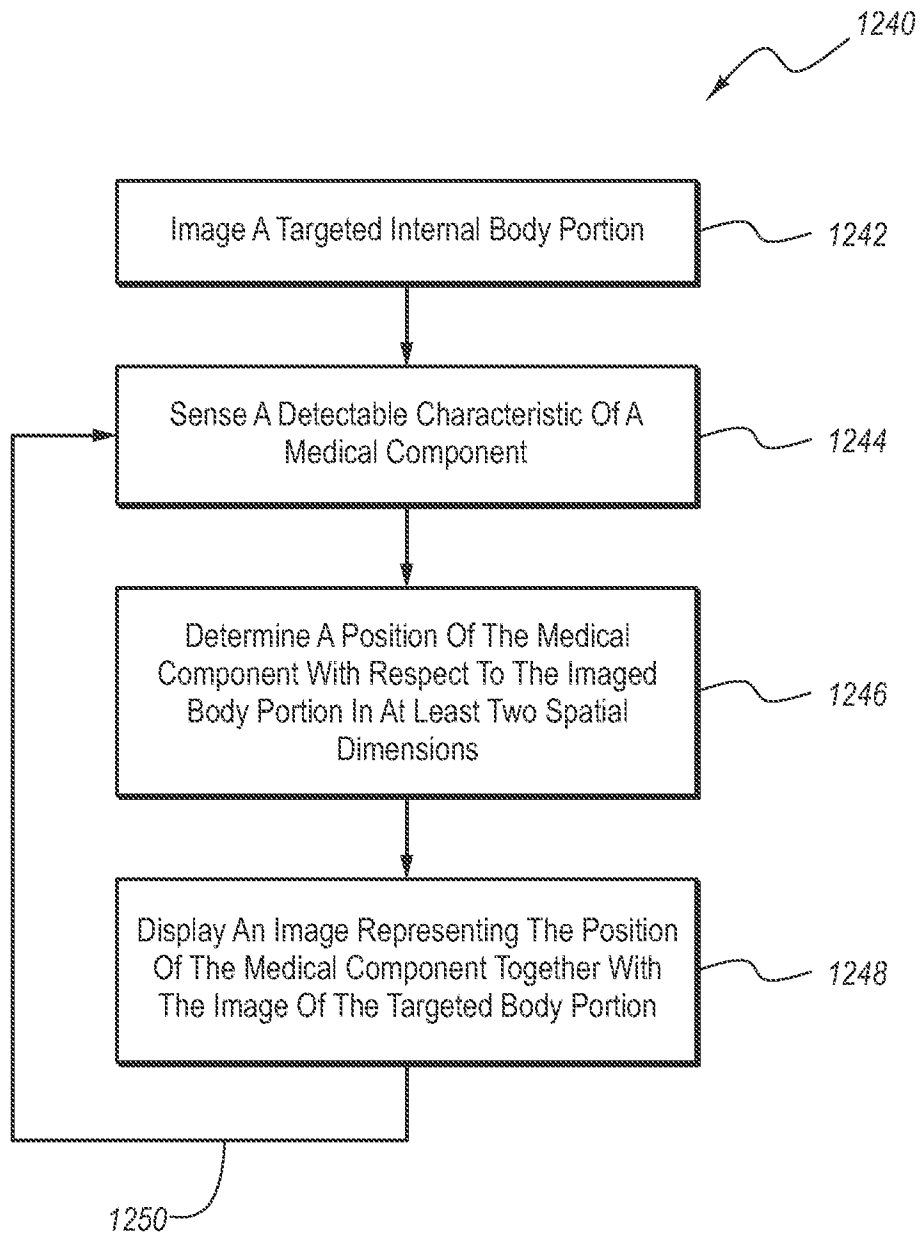 1240
Image A Targeted Internal Body Portion
1242
Sense A Detectable Characteristic Of A
Medical Component
1244
Determine A Position Of The Medical
Component With Respect To The Imaged
Body Portion In At Least Two Spatial
Dimensions
1246
Display An Image Representing The Position
Of The Medical Component Together With
The Image Of The Targeted Body Portion
1248
1250